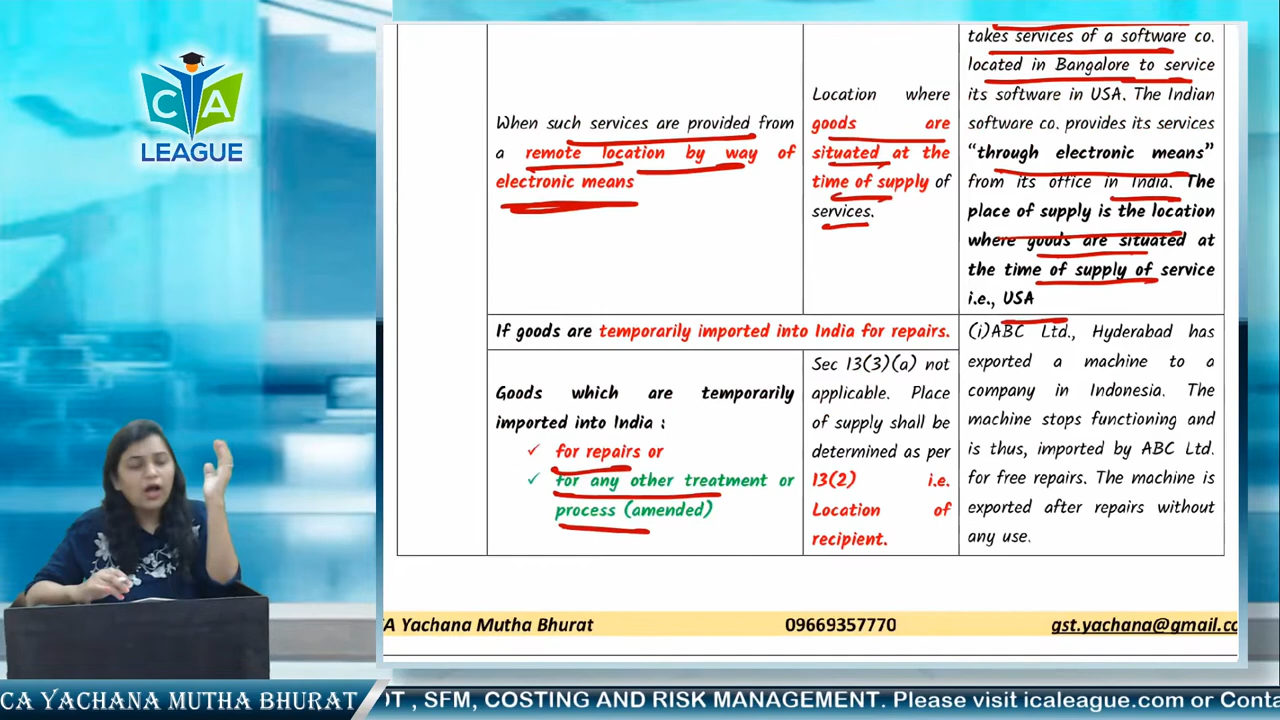 CA
LEAGUE
When such services are provided from
a remote location by way of
electronic means
Location where
goods are
situated at the
time of supply of
services.
takes services of a software co.
located in Bangalore to service
its software in USA. The Indian
software co. provides its services
“through electronic means”
from its office in India. The
place of supply is the location
where goods are situated at
the time of supply of service
i.e., USA
If goods are temporarily imported into India for repairs.
Goods which are temporarily
imported into India :
✓ for repairs or
✓ for any other treatment or
process (amended)
Sec 13(3)(a) not
applicable. Place
of supply shall be
determined as per
13(2) i.e.
Location of
recipient.
(i)ABC Ltd., Hyderabad has
exported a machine to a
company in Indonesia. The
machine stops functioning and
is thus, imported by ABC Ltd.
for free repairs. The machine is
exported after repairs without
any use.
CA Yachana Mutha Bhurat 09669357770 gst.yachana@gmail.co
CA YACHANA MUTHA BHURAT OT , SFM, COSTING AND RISK MANAGEMENT. Please visit icaleague.com or Conta